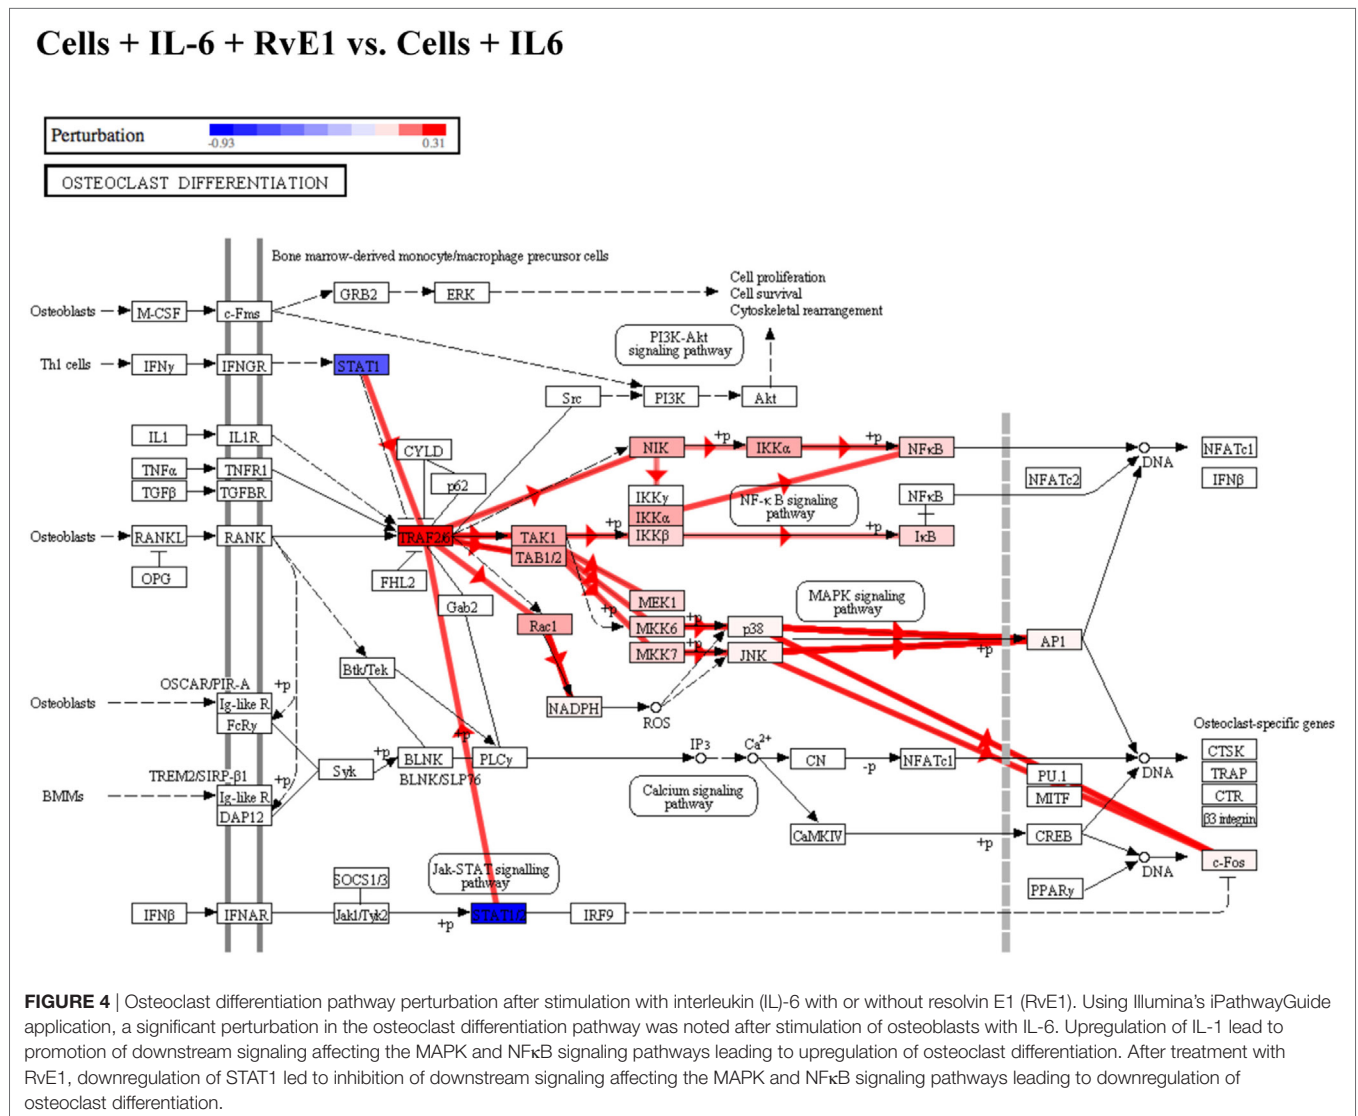 Cells + IL-6 + RvE1 vs. Cells + IL6
Perturbation
-0.93
0.31
OSTEOCLAST DIFFERENTIATION
Bone marrow-derived monocyte/macrophage precursor cells
Osteoblasts
M-CSF
c-Fms
GRB2
ERK
Cell proliferation
Cell survival
Cytoskeletal rearrangement
PI3K-Akt
signaling pathway
Th1 cells
IFNγ
IFNGR
STAT1
Src
PI3K
Akt
IL1
IL1R
CYLD
NIK
+p
IKKα
+p
NFκB
DNA
NFATc1
TNFα
TNFR1
p62
NFATc2
IFNβ
TGFβ
TGFBR
IKKγ
NF-κB signaling
pathway
NFκB
IKKα
Osteoblasts
RANKL
RANK
TRAF2/6
TAK1
+p
IKKβ
+p
IκB
TAB1/2
OPG
FHL2
Gab2
MEK1
MAPK signaling
pathway
Rac1
+p
MKK6
+p
p38
AP1
MKK7
+p
JNK
+p
Btk/Tek
OSCAR/PIR-A
+p
Osteoblasts
Ig-like R
FcRγ
NADPH
ROS
Osteoclast-specific genes
+p
BLNK
PLCγ
IP3
Ca2+
CN
-p
NFATc1
DNA
CTSK
Syk
+p
BLNK/SLP76
TREM2/SIRP-β1
+p
TRAP
PU.1
BMMs
Ig-like R
DAP12
Calcium signaling
pathway
MITF
CTR
β3 integrin
CaMKIV
+p
CREB
DNA
c-Fos
Jak-STAT signalling
pathway
SOCS1/3
PPARγ
IFNβ
IFNAR
Jak1/Tyk2
+p
STAT1/2
IRF9
FIGURE 4 | Osteoclast differentiation pathway perturbation after stimulation with interleukin (IL)-6 with or without resolvin E1 (RvE1). Using Illumina's iPathwayGuide
application, a significant perturbation in the osteoclast differentiation pathway was noted after stimulation of osteoblasts with IL-6. Upregulation of IL-1 lead to
promotion of downstream signaling affecting the MAPK and NFκB signaling pathways leading to upregulation of osteoclast differentiation. After treatment with
RvE1, downregulation of STAT1 led to inhibition of downstream signaling affecting the MAPK and NFκB signaling pathways leading to downregulation of
osteoclast differentiation.